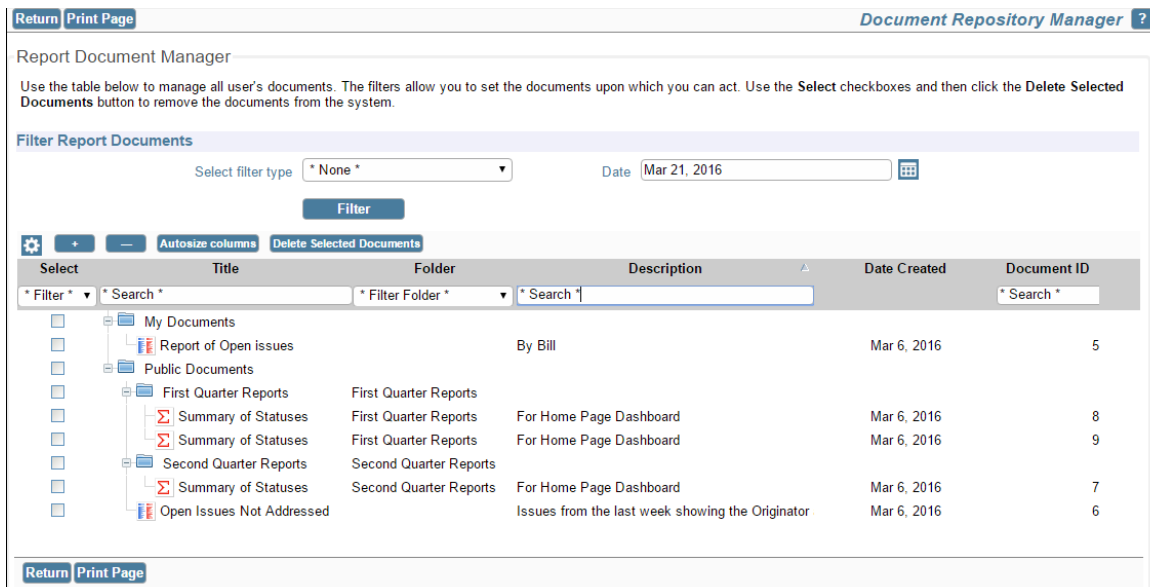 Return Print Page Document Repository Manager ?
Report Document Manager
Use the table below to manage all user's documents. The filters allow you to set the documents upon which you can act. Use the Select checkboxes and then click the Delete Selected
Documents button to remove the documents from the system.
Filter Report Documents
Select filter type * None * Date Mar 21, 2016
Filter
+ — Autosize columns Delete Selected Documents
Select Title Folder Description Date Created Document ID
* Filter * * Search * * Filter Folder * * Search * * Search *
My Documents
Report of Open issues By Bill Mar 6, 2016 5
Public Documents
First Quarter Reports First Quarter Reports
Σ Summary of Statuses First Quarter Reports For Home Page Dashboard Mar 6, 2016 8
Σ Summary of Statuses First Quarter Reports For Home Page Dashboard Mar 6, 2016 9
Second Quarter Reports Second Quarter Reports
Σ Summary of Statuses Second Quarter Reports For Home Page Dashboard Mar 6, 2016 7
Open Issues Not Addressed Issues from the last week showing the Originator Mar 6, 2016 6
Return Print Page